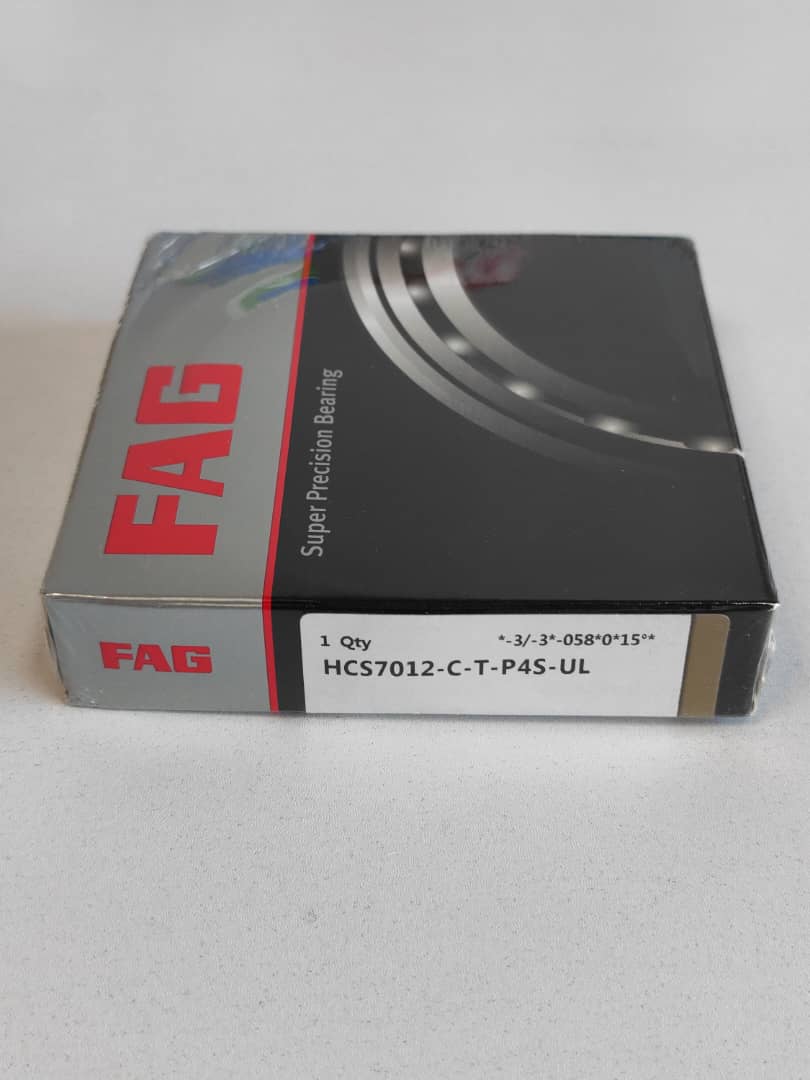 FAG
Super Precision Bearing
FAG
1 Qty *-3/-3*-058*0*15°*
HCS7012-C-T-P4S-UL